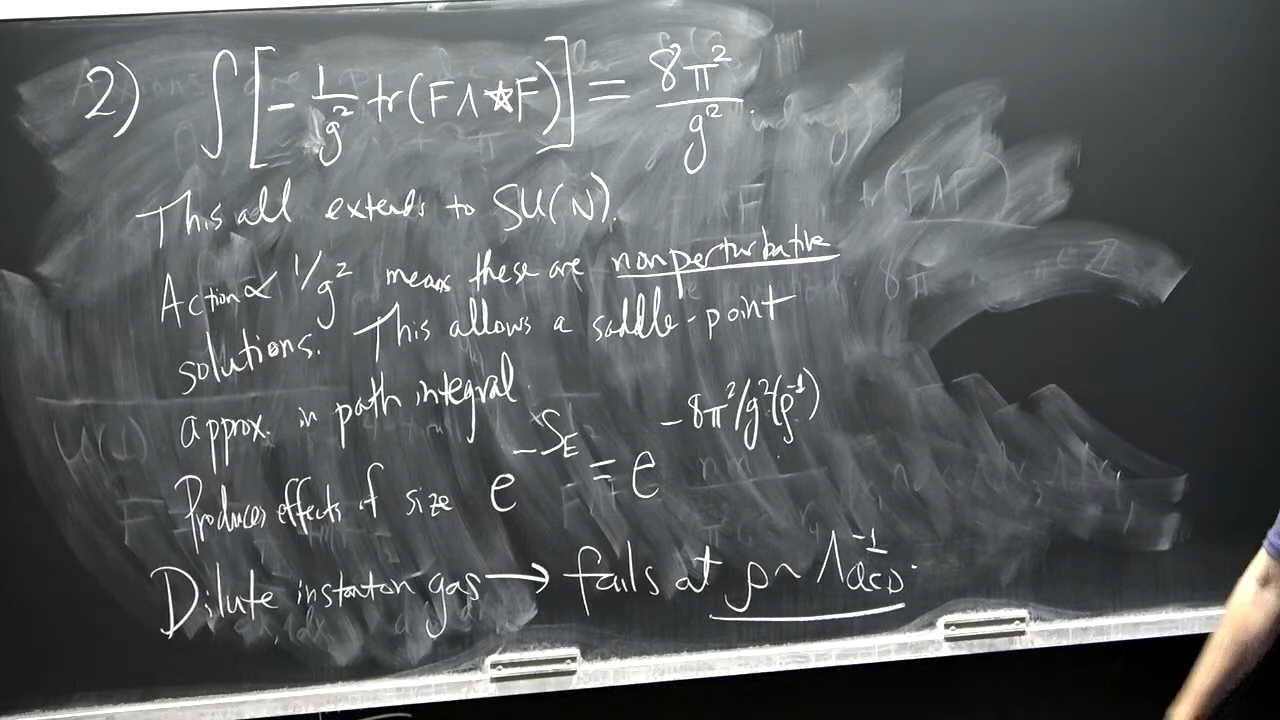 2) ∫[-1/g² tr(F∧★F)] = 8π²/g².
This all extends to SU(N).
Action ∝ 1/g² means these are nonperturbative
solutions. This allows a saddle-point
approx. in path integral.
Produces effects of size e^{-S_E} = e^{-8π²/g²(ρ^{-1})}
Dilute instanton gas → fails at ρ ~ Λ_{QCD}^{-1}.